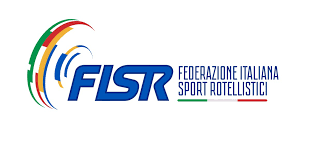 FISR
FEDERAZIONE ITALIANA
SPORT ROTELLISTICI